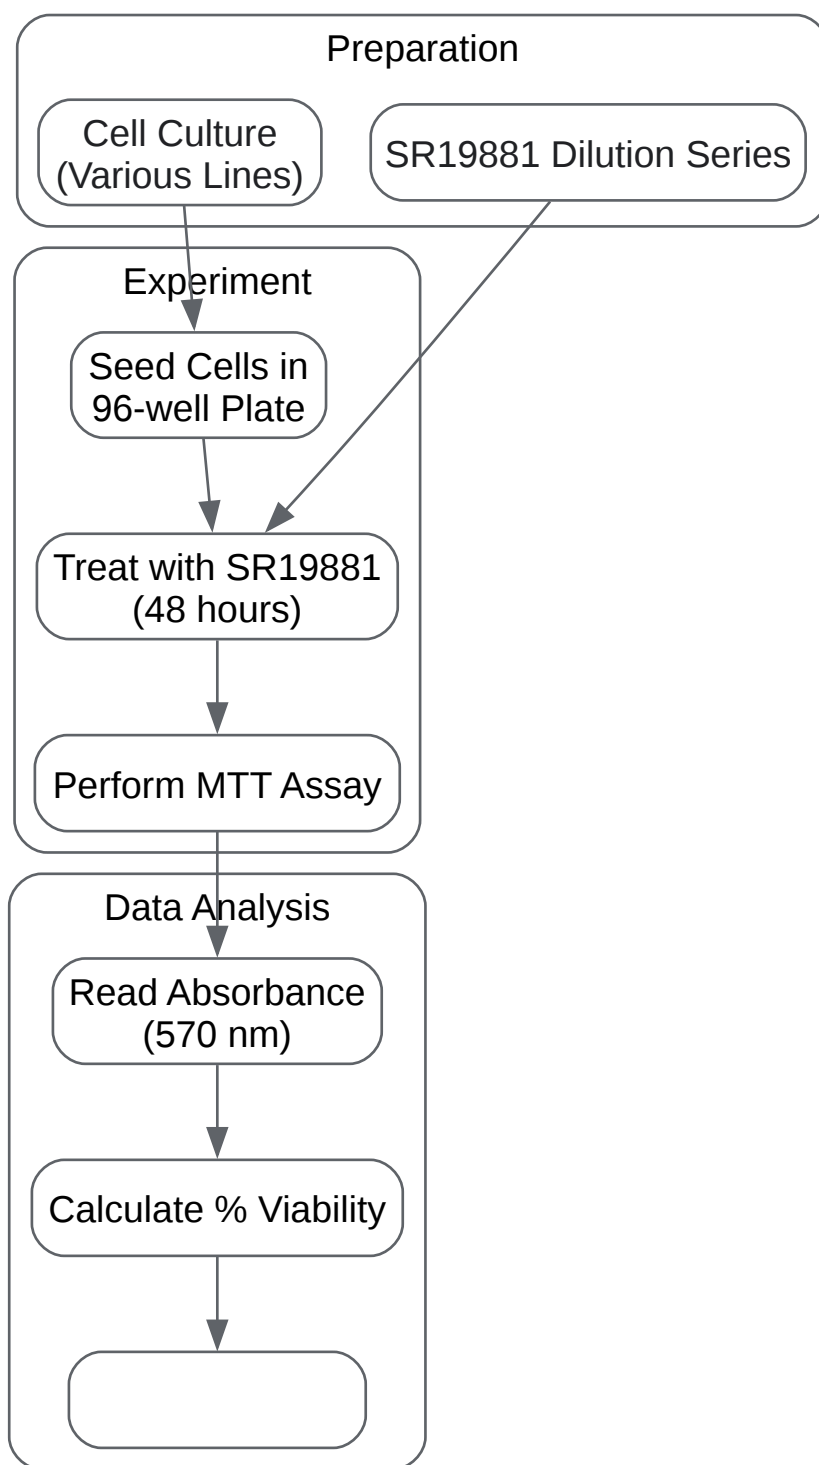 Preparation
Cell Culture
(Various Lines)
SR19881 Dilution Series
Experiment
Seed Cells in
96-well Plate
Treat with SR19881
(48 hours)
Perform MTT Assay
Data Analysis
Read Absorbance
(570 nm)
Calculate % Viability